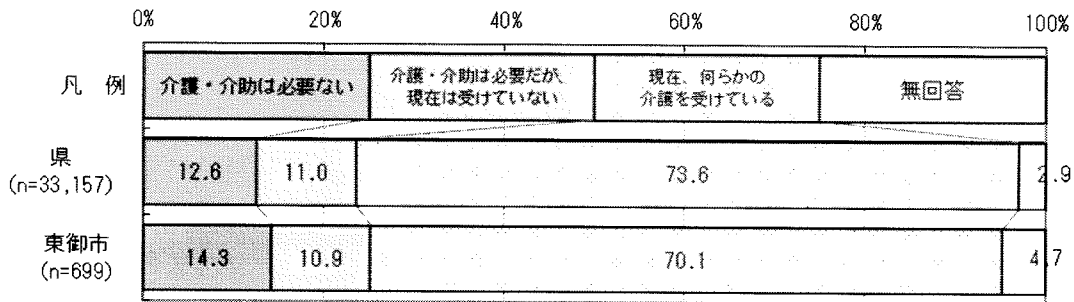 0% 20% 40% 60% 80% 100%
凡 例
介護・介助は必要ない
介護・介助は必要だが、
現在は受けていない
現在、何らかの
介護を受けている
無回答
県
(n=33,157)
12.6 11.0 73.6 2.9
東御市
(n=699)
14.3 10.9 70.1 4.7